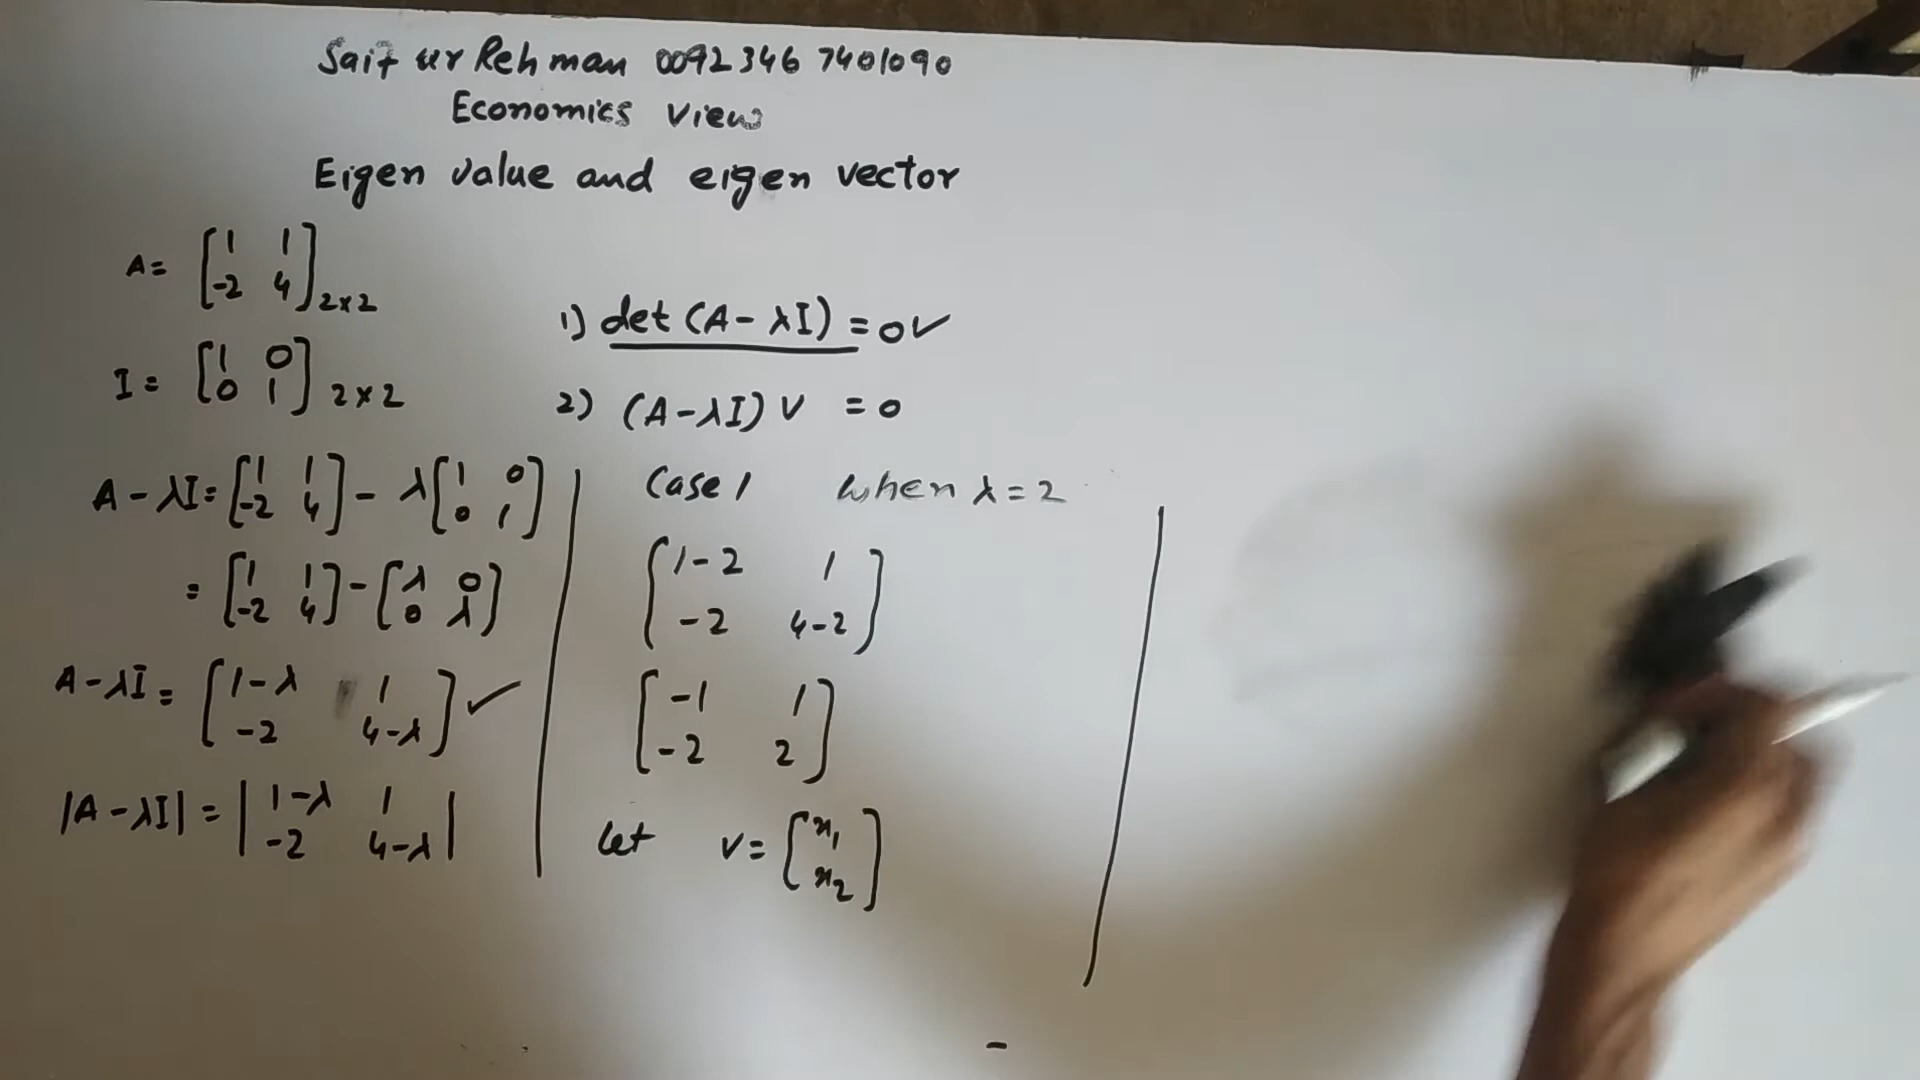 Saif ur Rehman 0092 346 7401090
Economics View
Eigen value and eigen vector
A= [1 1
-2 4] 2x2
I= [1 0
0 1] 2x2
1) det (A-λI) =0✓
2) (A-λI) V =0
A-λI= [1 1
-2 4] - λ [1 0
0 1]
= [1 1
-2 4] - [λ 0
0 λ]
A-λI= [1-λ 1
-2 4-λ] ✓
|A-λI| = |1-λ 1
-2 4-λ|
Case 1 when λ=2
[1-2 1
-2 4-2]
[-1 1
-2 2]
Let V= [x1
x2]